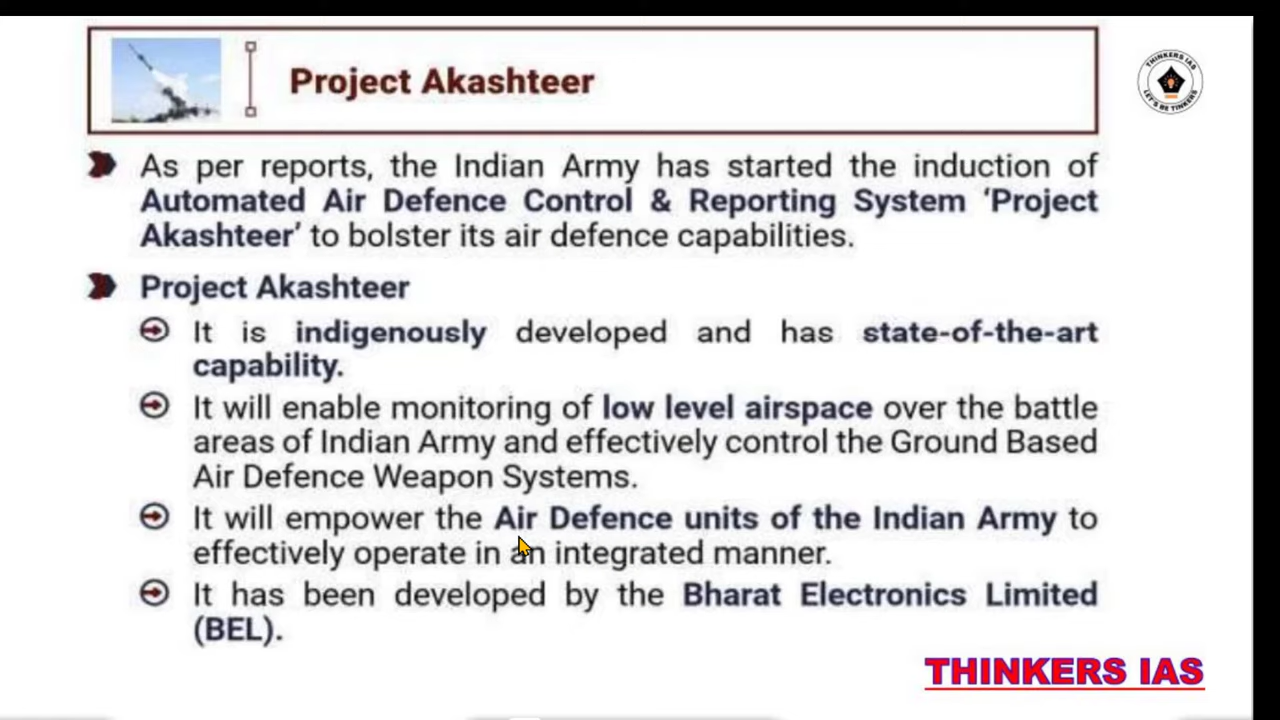 Project Akashteer
THINKERS IAS
LET'S BE TINKERS
As per reports, the Indian Army has started the induction of
Automated Air Defence Control & Reporting System ‘Project
Akashteer’ to bolster its air defence capabilities.
Project Akashteer
It is indigenously developed and has state-of-the-art
capability.
It will enable monitoring of low level airspace over the battle
areas of Indian Army and effectively control the Ground Based
Air Defence Weapon Systems.
It will empower the Air Defence units of the Indian Army to
effectively operate in an integrated manner.
It has been developed by the Bharat Electronics Limited
(BEL).
THINKERS IAS